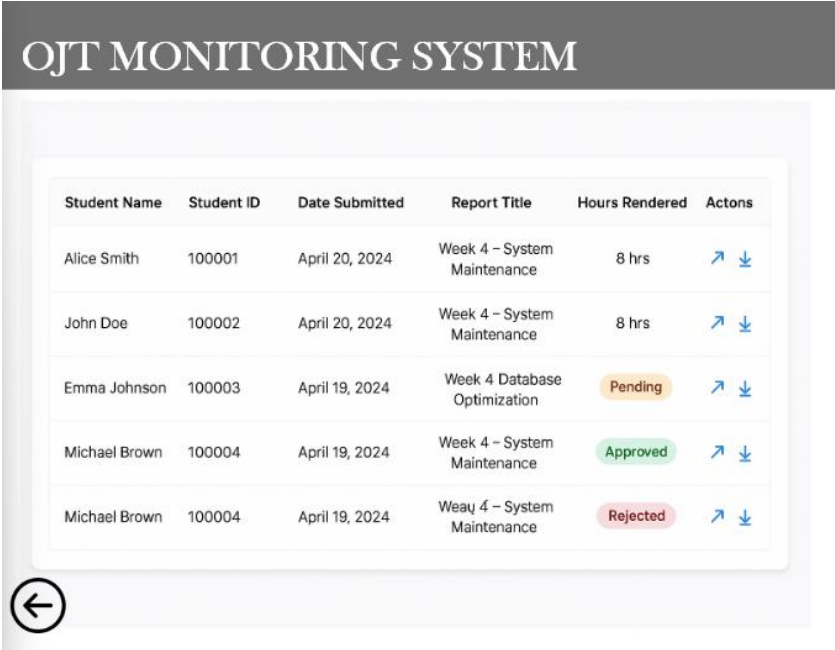 OJT MONITORING SYSTEM
Student Name Student ID Date Submitted Report Title Hours Rendered Actons
Alice Smith 100001 April 20, 2024 Week 4 – System Maintenance 8 hrs
John Doe 100002 April 20, 2024 Week 4 – System Maintenance 8 hrs
Emma Johnson 100003 April 19, 2024 Week 4 Database Optimization Pending
Michael Brown 100004 April 19, 2024 Week 4 – System Maintenance Approved
Michael Brown 100004 April 19, 2024 – System Maintenance Rejected